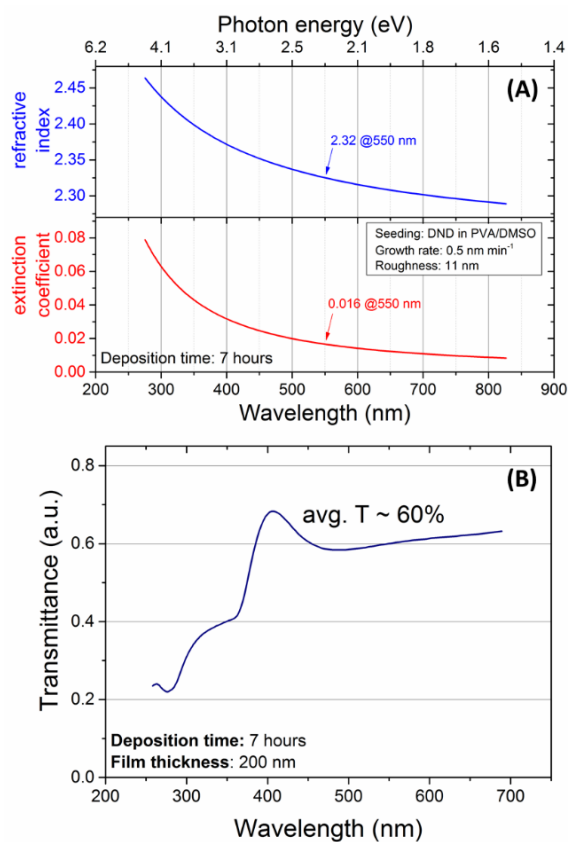 Photon energy (eV)
6.2 4.1 3.1 2.5 2.1 1.8 1.6 1.4
(A)
refractive
index
2.45
2.40
2.35
2.30
2.32 @550 nm
extinction
coefficient
0.08
0.06
0.04
0.02
0.00
Seeding: DND in PVA/DMSO
Growth rate: 0.5 nm min⁻¹
Roughness: 11 nm
0.016 @550 nm
Deposition time: 7 hours
200 300 400 500 600 700 800 900
Wavelength (nm)
(B)
Transmittance (a.u.)
0.8
0.6
0.4
0.2
0.0
avg. T ~ 60%
Deposition time: 7 hours
Film thickness: 200 nm
200 300 400 500 600 700
Wavelength (nm)